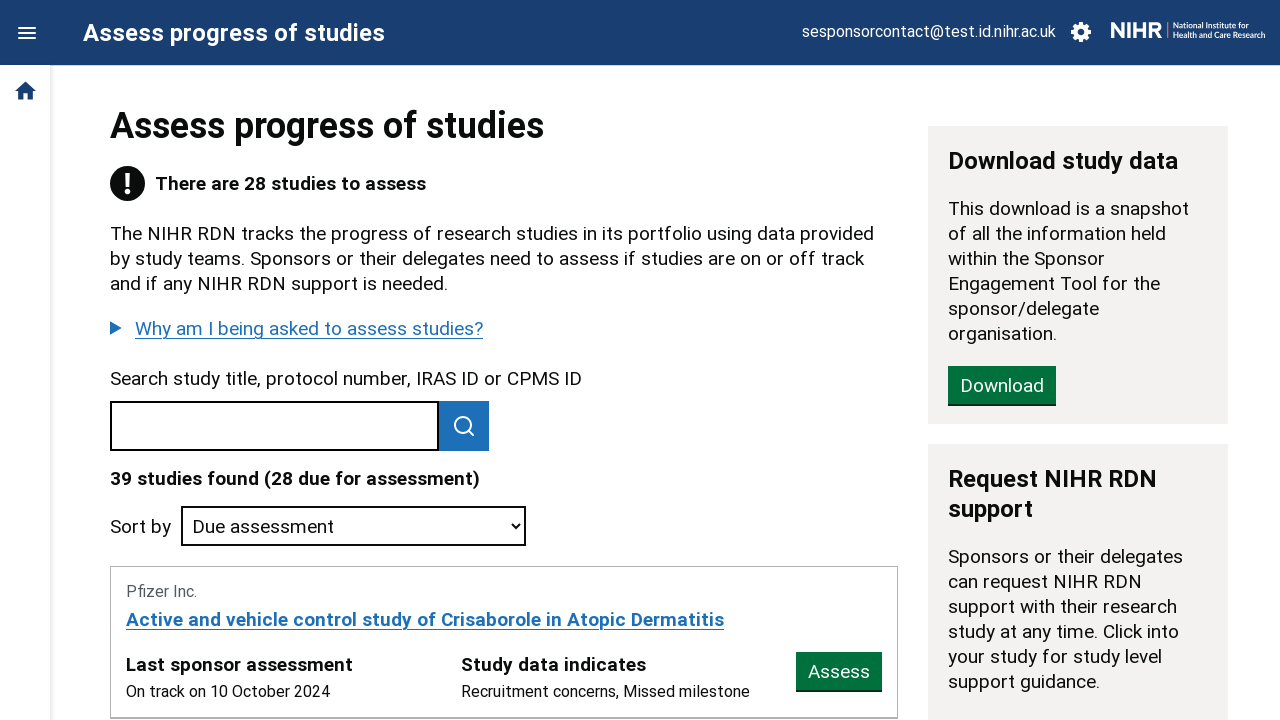 Assess progress of studies
sesponsorcontact@test.id.nihr.ac.uk
NIHR National Institute for Health and Care Research
Assess progress of studies
There are 28 studies to assess
The NIHR RDN tracks the progress of research studies in its portfolio using data provided
by study teams. Sponsors or their delegates need to assess if studies are on or off track
and if any NIHR RDN support is needed.
Why am I being asked to assess studies?
Search study title, protocol number, IRAS ID or CPMS ID
39 studies found (28 due for assessment)
Sort by Due assessment
Pfizer Inc.
Active and vehicle control study of Crisaborole in Atopic Dermatitis
Last sponsor assessment
On track on 10 October 2024
Study data indicates
Recruitment concerns, Missed milestone
Assess
Download study data
This download is a snapshot
of all the information held
within the Sponsor
Engagement Tool for the
sponsor/delegate
organisation.
Download
Request NIHR RDN
support
Sponsors or their delegates
can request NIHR RDN
support with their research
study at any time. Click into
your study for study level
support guidance.